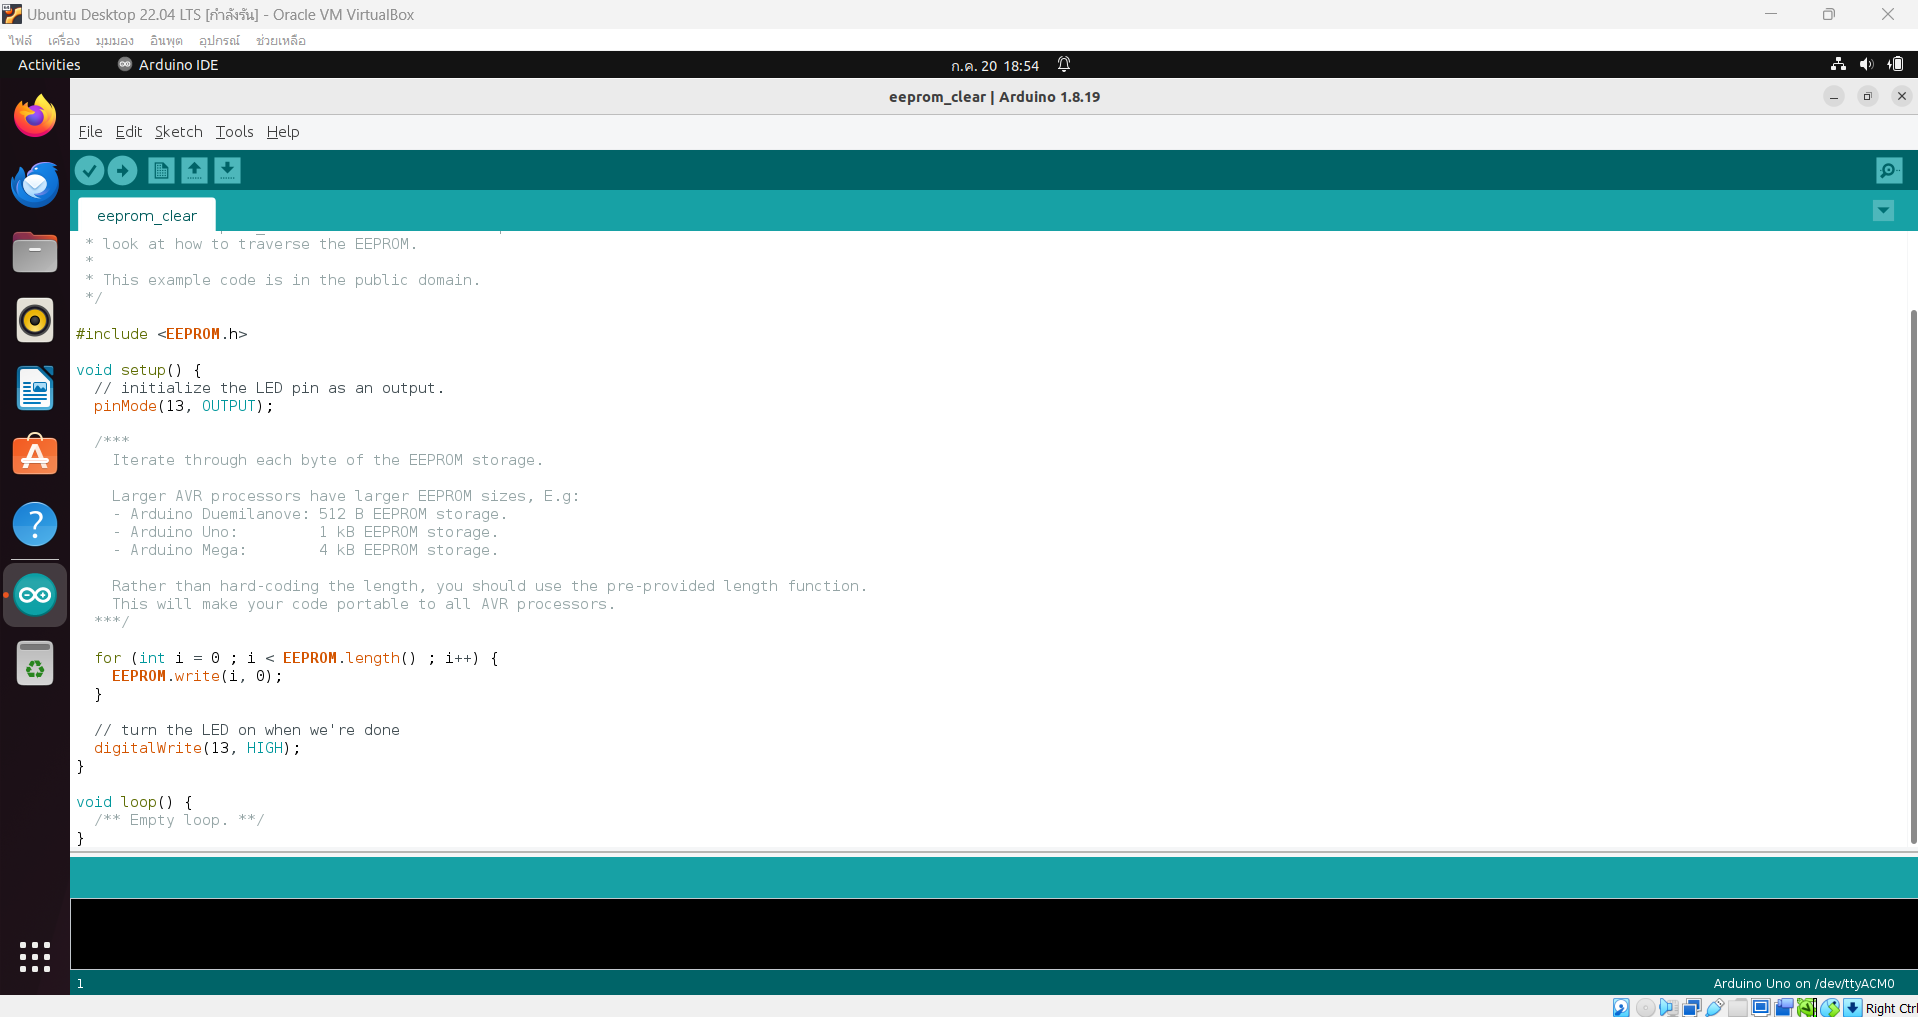 Ubuntu Desktop 22.04 LTS [กำลังรัน] - Oracle VM VirtualBox
ไฟล์ เครื่อง มุมมอง อินพุต อุปกรณ์ ช่วยเหลือ
Activities Arduino IDE ก.ค. 20 18:54
eeprom_clear | Arduino 1.8.19
File Edit Sketch Tools Help
eeprom_clear
 * look at how to traverse the EEPROM.
 *
 * This example code is in the public domain.
 */
#include <EEPROM.h>
void setup() {
  // initialize the LED pin as an output.
  pinMode(13, OUTPUT);
  /***
    Iterate through each byte of the EEPROM storage.
    Larger AVR processors have larger EEPROM sizes, E.g:
    - Arduino Duemilanove: 512 B EEPROM storage.
    - Arduino Uno:         1 kB EEPROM storage.
    - Arduino Mega:        4 kB EEPROM storage.
    Rather than hard-coding the length, you should use the pre-provided length function.
    This will make your code portable to all AVR processors.
  ***/
  for (int i = 0 ; i < EEPROM.length() ; i++) {
    EEPROM.write(i, 0);
  }
  // turn the LED on when we're done
  digitalWrite(13, HIGH);
}
void loop() {
  /** Empty loop. **/
}
1 Arduino Uno on /dev/ttyACM0
Right Ctrl